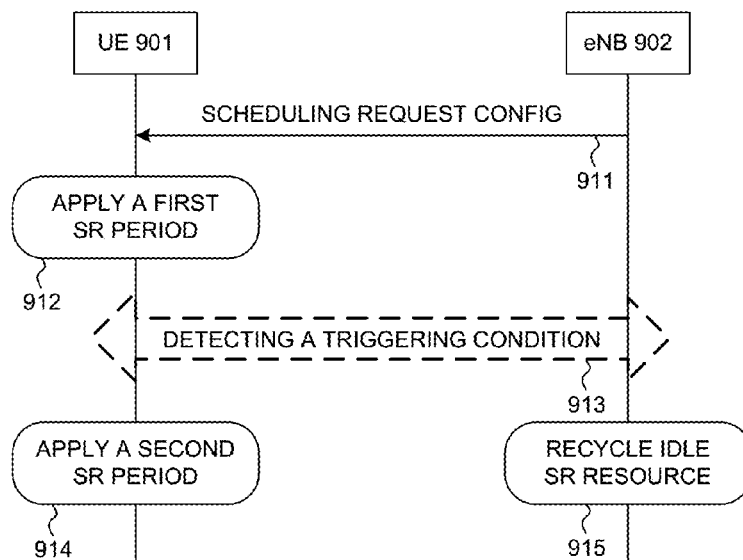 UE 901
eNB 902
SCHEDULING REQUEST CONFIG
911
APPLY A FIRST
SR PERIOD
912
DETECTING A TRIGGERING CONDITION
913
APPLY A SECOND
SR PERIOD
RECYCLE IDLE
SR RESOURCE
914
915